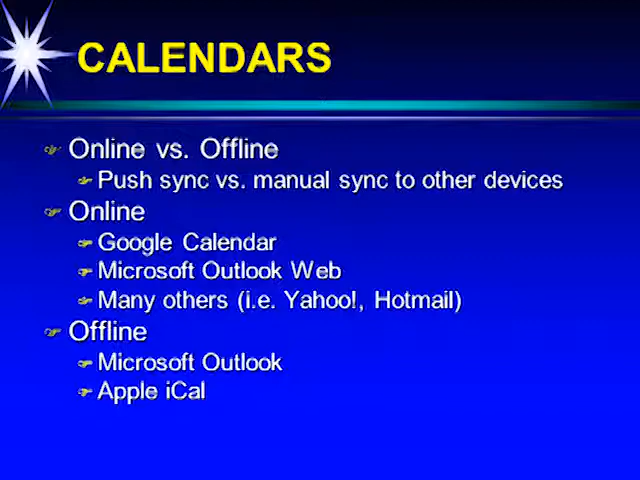 CALENDARS
Online vs. Offline
Push sync vs. manual sync to other devices
Online
Google Calendar
Microsoft Outlook Web
Many others (i.e. Yahoo!, Hotmail)
Offline
Microsoft Outlook
Apple iCal